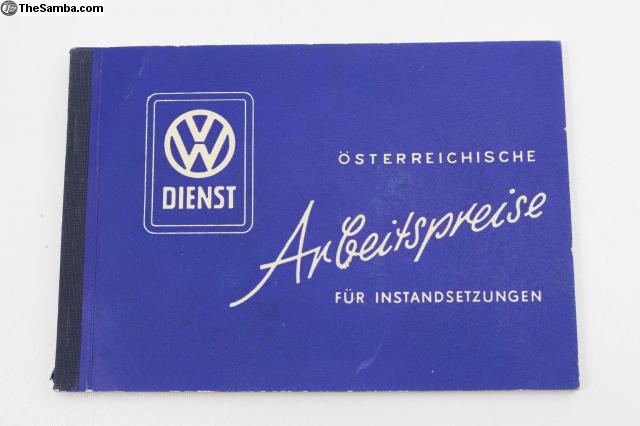 TheSamba.com
VW
DIENST
ÖSTERREICHISCHE
Arbeitspreise
FÜR INSTANDSETZUNGEN